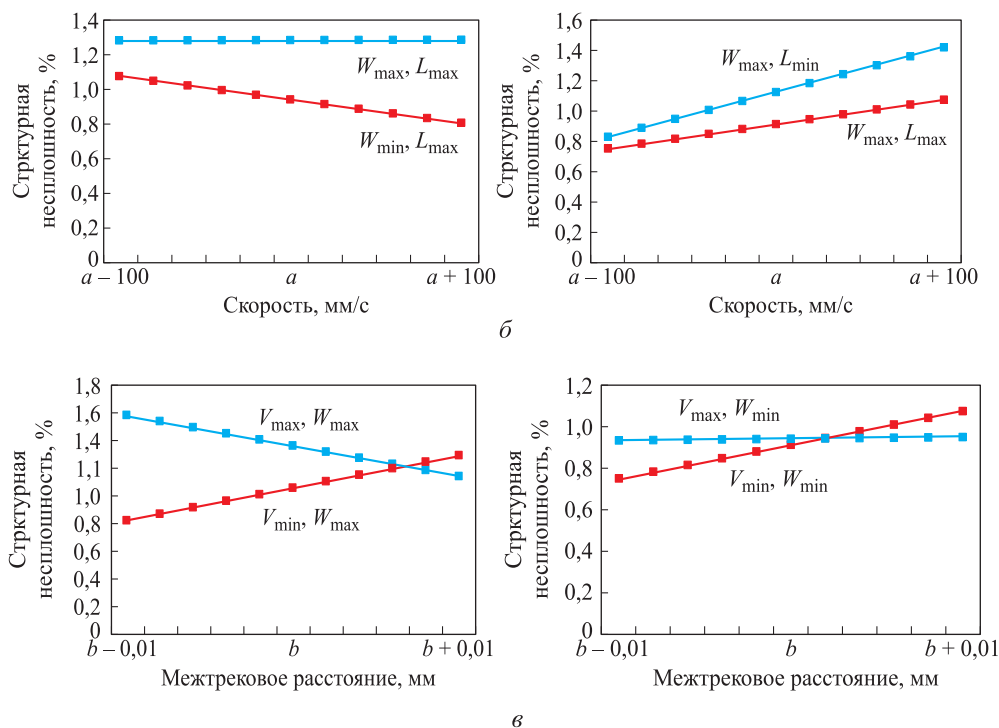 1,4
1,2
1,0
0,8
0,6
0,4
0,2
0
Стрктурная
несплошность, %
Wmax, Lmax
Wmin, Lmax
a – 100 a a + 100
Скорость, мм/с
1,6
1,4
1,2
1,0
0,8
0,6
0,4
0,2
0
Стрктурная
несплошность, %
Wmax, Lmin
Wmax, Lmax
a – 100 a a + 100
Скорость, мм/с
б
1,8
1,6
1,4
1,1
0,8
0,6
0,4
0,2
0
Стрктурная
несплошность, %
Vmax, Wmax
Vmin, Wmax
b – 0,01 b b + 0,01
Межтрековое расстояние, мм
1,2
1,0
0,8
0,6
0,4
0,2
0
Стрктурная
несплошность, %
Vmax, Wmin
Vmin, Wmin
b – 0,01 b b + 0,01
Межтрековое расстояние, мм
в